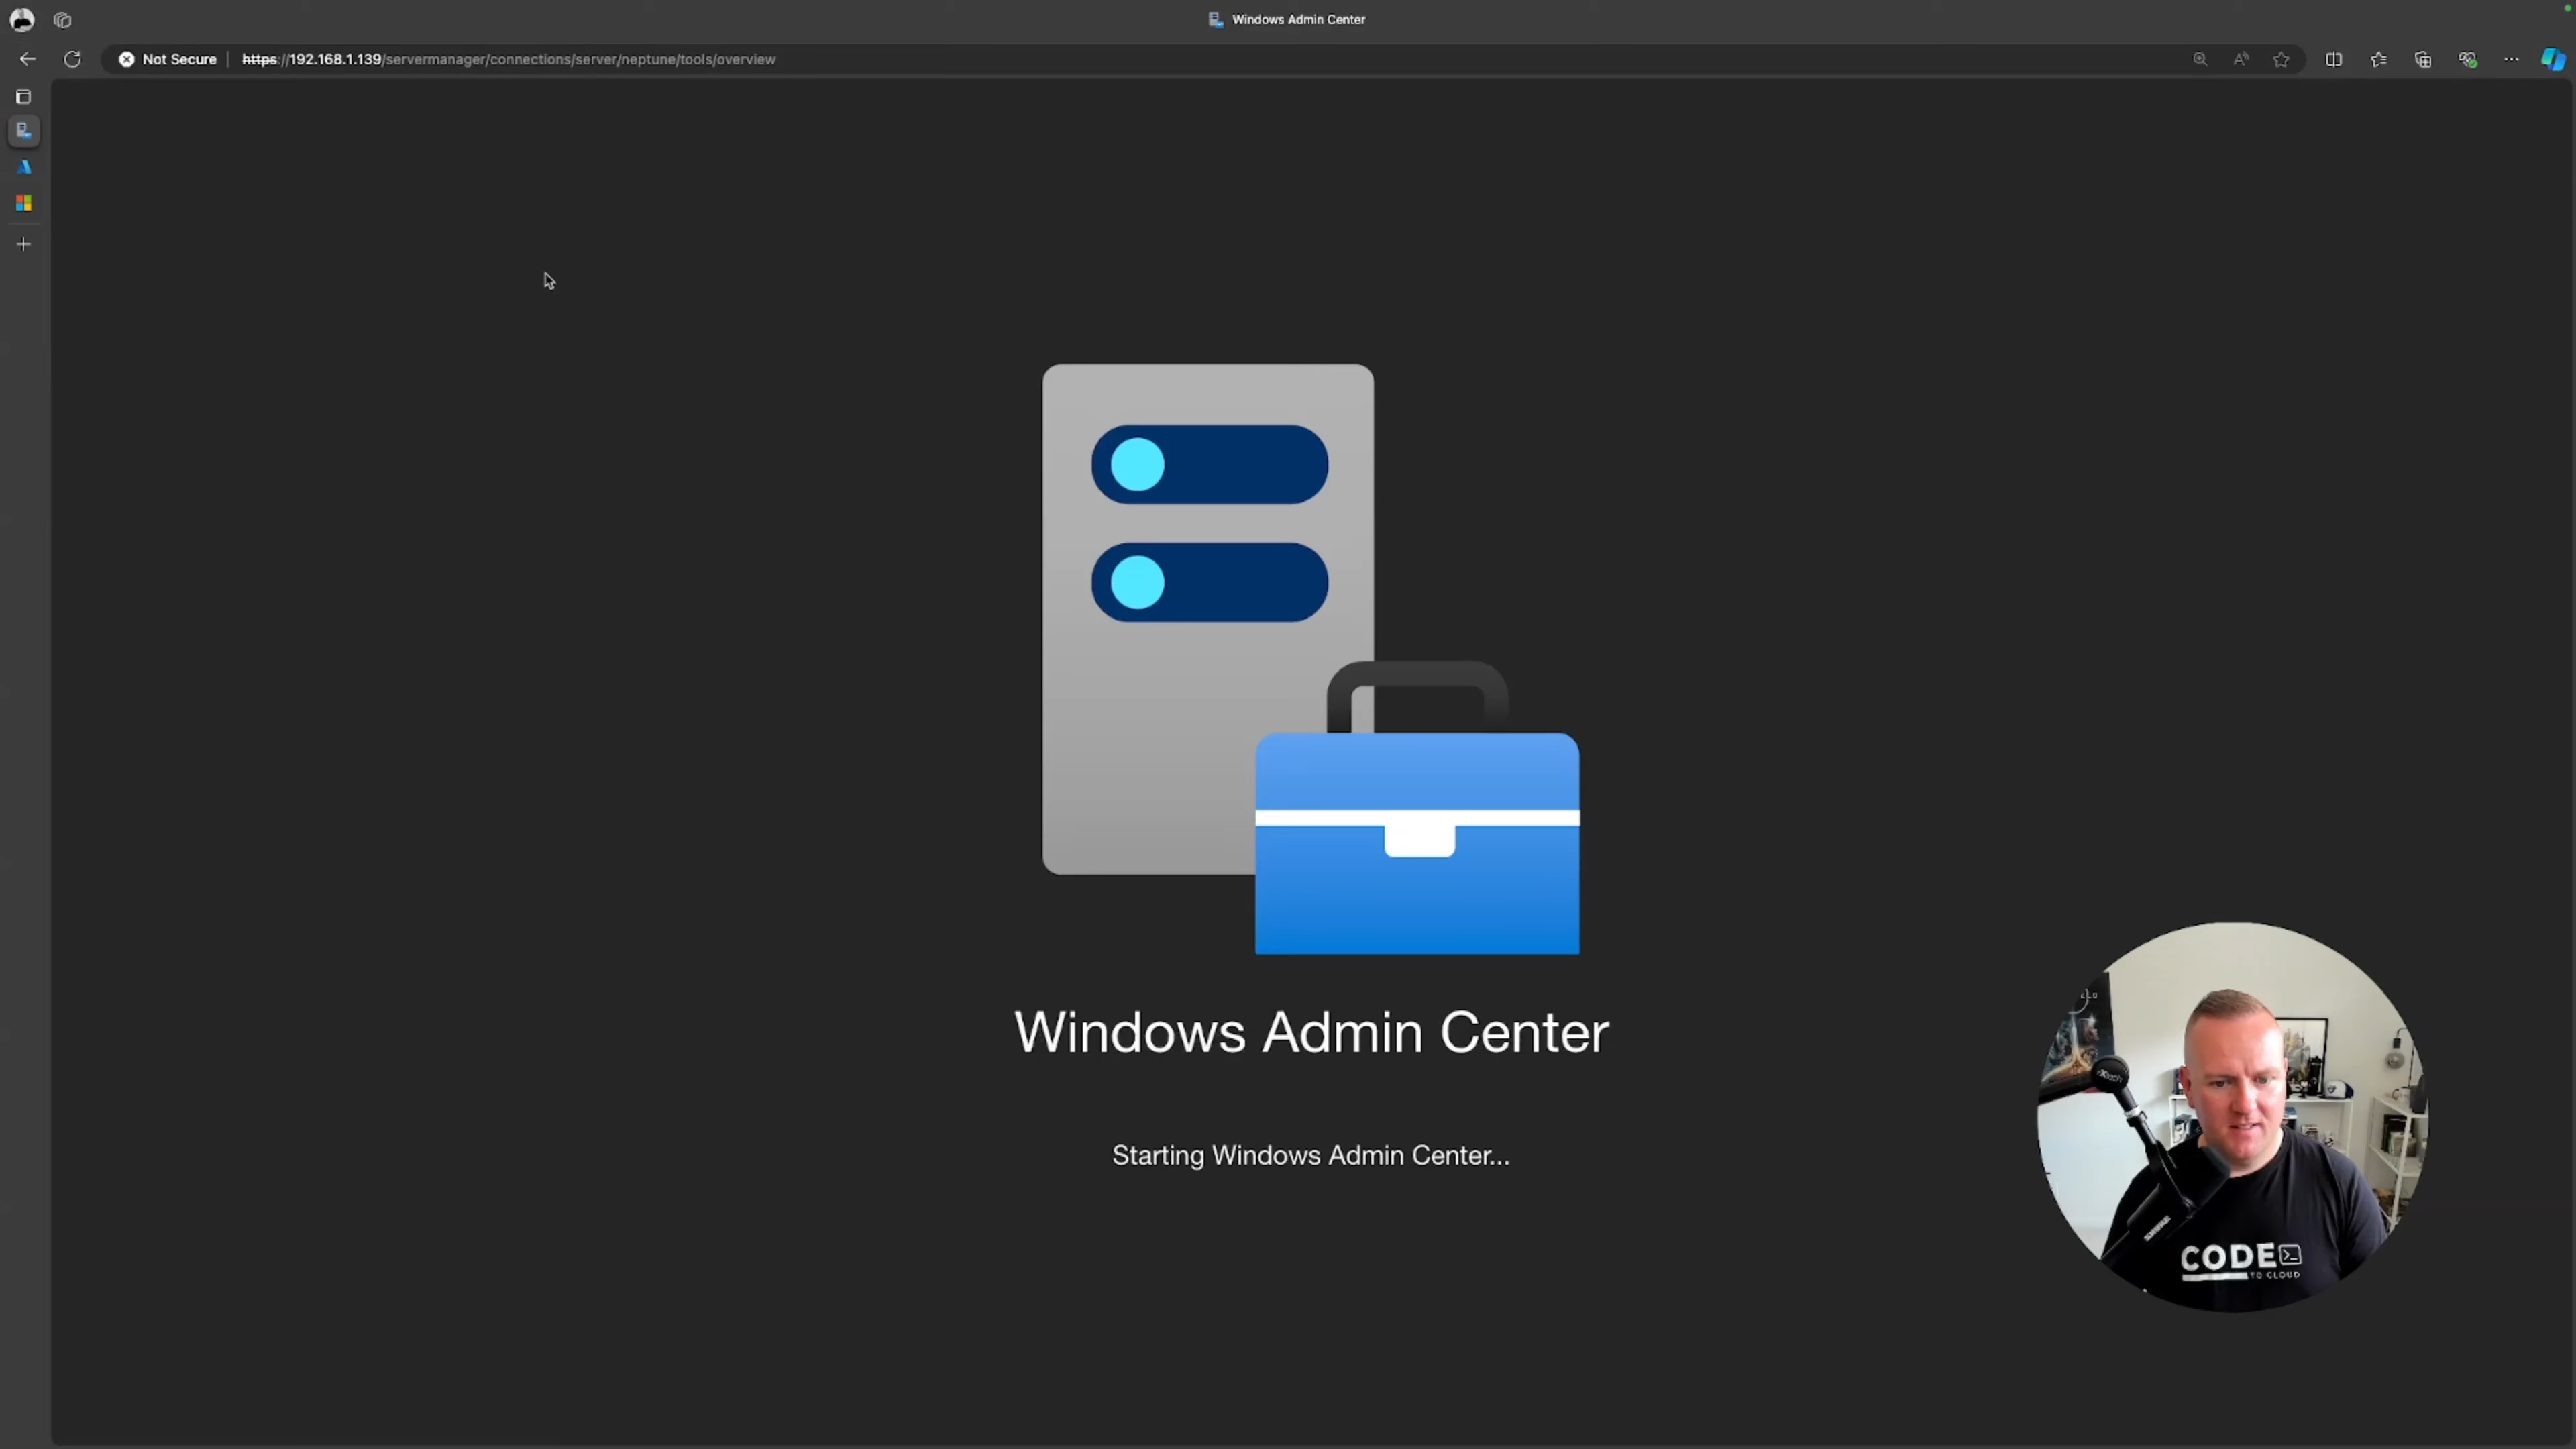 Windows Admin Center
Not Secure https://192.168.1.139/servermanager/connections/server/neptune/tools/overview
Windows Admin Center
Starting Windows Admin Center...
CODE
TO CLOUD